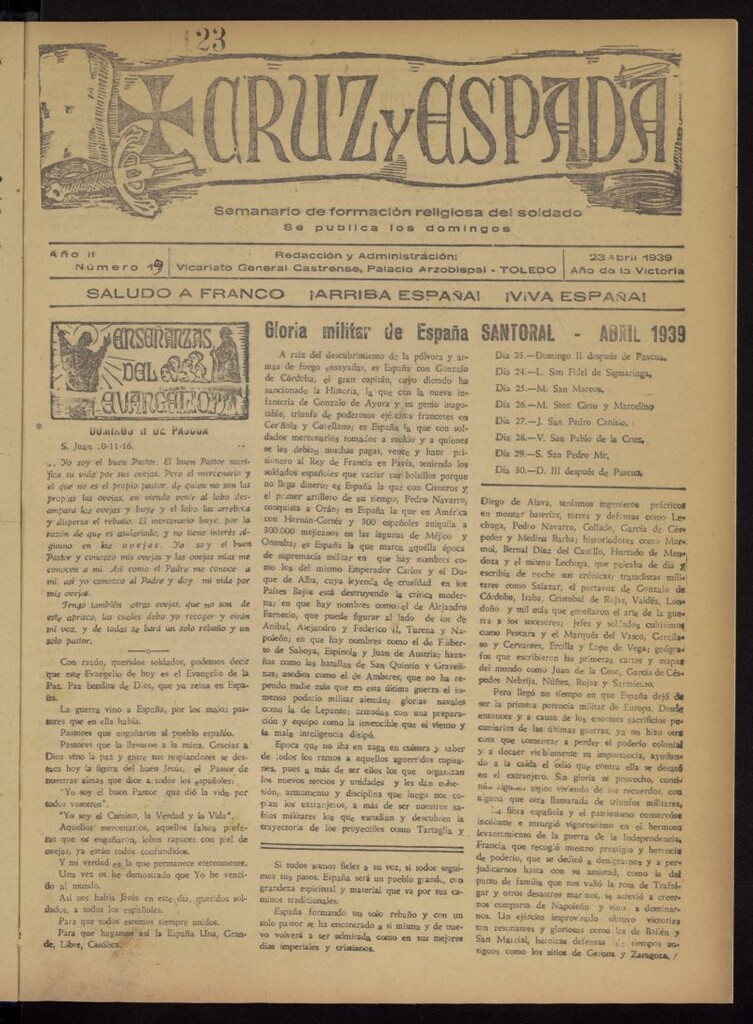 23
CRUZ Y ESPADA
Semanario de formación religiosa del soldado
Se publica los domingos
Año II
Número 19
Redacción y Administración:
Vicariato General Castrense, Palacio Arzobispal - TOLEDO
23 Abril 1939
Año de la Victoria
SALUDO A FRANCO ¡ARRIBA ESPAÑA! ¡VIVA ESPAÑA!
ENSEÑANZAS
DEL
EVANGELIO
DOMINGO II DE PASCUA
S. Juan 10-11-16.
Yo soy el buen Pastor. El buen Pastor sacri-
fica su vida por sus ovejas. Pero el mercenario y
el que no es el propio pastor, de quien no son las
propias las ovejas, en viendo venir al lobo des-
ampara las ovejas y huye y el lobo las arrebata
y dispersa el rebaño. El mercenario huye, por la
razón de que es asalariado, y no tiene interés al-
guno en las ovejas. Yo soy el buen
Pastor y conozco mis ovejas y las ovejas mías me
conocen a mí. Así como el Padre me conoce a
mí, así yo conozco al Padre y doy mi vida por
mis ovejas.
Tengo también otras ovejas, que no son de
este aprisco, las cuales debo yo recoger y oirán
mi voz, y de todas se hará un solo rebaño y un
solo pastor.
Con razón, queridos soldados, podemos decir
que este Evangelio de hoy es el Evangelio de la
Paz. Paz bendita de Dios, que ya reina en Espa-
ña.
La guerra vino a España, por los malos pas-
tores que en ella había.
Pastores que engañaron al pueblo español.
Pastores que la llevaron a la ruina. Gracias a
Dios vino la paz y entre sus resplandores se des-
taca hoy la figura del buen Jesús, el Pastor de
nuestras almas que dice a todos los españoles:
"Yo soy el buen Pastor que dió la vida por
todos vosotros".
"Yo soy el Camino, la Verdad y la Vida".
Aquellos mercenarios, aquellos falsos profe-
tas que os engañaron, lobos rapaces con piel de
ovejas, ya están todos confundidos.
Y mi verdad es la que permanece eternamente.
Una vez os he demostrado que Yo he venci-
do al mundo.
Así nos habla Jesús en este día, queridos sol-
dados, a todos los españoles.
Para que todos estemos siempre unidos.
Para que hagamos así la España Una, Gran-
de, Libre, Católica.
Gloria militar de España
A raíz del descubrimiento de la pólvora y ar-
mas de fuego ensayadas, es España con Gonzalo
de Córdoba, el gran capitán, cuyo dictado ha
sancionado la Historia, la que con la nueva in-
fantería de Gonzalo de Ayora y su genio inago-
table, triunfa de poderosos ejércitos franceses en
Ceriñola y Garellano; es España la que con sol-
dados mercenarios tomados a sueldo y a quienes
se les debían muchas pagas, vence y hace pri-
sionero al Rey de Francia en Pavía, teniendo los
soldados españoles que vaciar sus bolsillos porque
no llega dinero; es España la que con Cisneros y
el primer artillero de su tiempo, Pedro Navarro,
conquista a Orán; es España la que en América
con Hernán-Cortés y 300 españoles aniquila a
300.000 mejicanos en las lagunas de Méjico y
Otumba; es España la que marca aquella época
de supremacía militar en que hay nombres co-
mo los del mismo Emperador Carlos y el Du-
que de Alba, cuya leyenda de crueldad en los
Países Bajos está destruyendo la crítica moder-
na; en que hay nombres como el de Alejandro
Farnesio, que puede figurar al lado de los de
Aníbal, Alejandro y Federico II, Turena y Na-
poleón; en que hay nombres como el de Filiber-
to de Saboya, Espínola y Juan de Austria; haza-
ñas como las batallas de San Quintín y Graveli-
nas; asedios como el de Amberes, que no ha re-
pendo nadie más que en esta última guerra el in-
menso poderío militar alemán; glorias navales
como la de Lepanto; armadas con una prepara-
ción y equipo como la invencible que el viento y
la mala inteligencia disipó.
Epoca que no iba en zaga en cultura y saber
de todos los ramos a aquellos aguerridos capita-
nes, pues a más de ser ellos los que organizan
los nuevos tercios y unidades y les dan cohe-
sión, armamento y disciplina que luego nos co-
pian los extranjeros, a más de ser nuestros sa-
bios militares los que estudian y descubren la
trayectoria de los proyectiles como Tartaglia y
Si todos somos fieles a su voz, si todos segui-
mos sus pasos. España será un pueblo grande, con
grandeza espiritual y material que va por sus ca-
minos tradicionales.
España formando un solo rebaño y con un
solo pastor se ha encontrado a sí misma y de nue-
vo volverá a ser admirada como en sus mejores
días imperiales y cristianos.
SANTORAL - ABRIL 1939
Día 23.—Domingo II después de Pascua.
Día 24.—L. San Fidel de Sigmaringa.
Día 25.—M. San Marcos.
Día 26.—M. Stos. Cleto y Marcelino
Día 27.—J. San Pedro Canisio.
Día 28.—V. San Pablo de la Cruz.
Día 29.—S. San Pedro Mr.
Día 30.—D. III después de Pascua.
Diego de Alava, teníamos ingenieros prácticos
en montar baterías, torres y defensas como Le-
chuga, Pedro Navarro, Collado, García de Cés-
pedes y Medina Barba; historiadores como Mar-
mol, Bernal Díaz del Castillo, Hurtado de Men-
doza y el mismo Lechuga, que peleaba de día y
escribía de noche sus crónicas; tratadistas mili-
tares como Salazar, el portavoz de Gonzalo de
Córdoba, Isaba, Cristobal de Rojas, Valdés, Lon-
doño y mil más que enseñaron el arte de la gue-
rra a los sucesores; jefes y soldados cultísimos
como Pescara y el Marqués del Vasco, Garcila-
so y Cervantes, Ercilla y Lope de Vega; geógra-
fos que escribieron las primeras cartas y mapas
del mundo como Juan de la Cosa, García de Cés-
pedes Nebrija, Núñez, Rojas y Sarmiento.
Pero llegó un tiempo en que España dejó de
ser la primera potencia militar de Europa. Desde
entonces y a causa de los enormes sacrificios pe-
cuniarios de las últimas guerras, ya no hizo otra
cosa que comenzar a perder el poderío colonial
y a decaer visiblemente su importancia, ayudan-
do a la caída el odio que contra ella se desató
en el extranjero. Sin gloria ni provecho, conti-
núa algunos siglos viviendo de los recuerdos, con
alguna que otra llamarada de triunfos militares.
La fibra española y el patriotismo conservóse
incólume e insurgió vigorosísimo en el hermoso
levantamiento de la guerra de la Independencia.
Francia, que recogió nuestro prestigio y herencia
de poderío, que se dedicó a denigrarnos y a per-
judicarnos hasta con su amistad, como la del
pacto de familia que nos valió la rota de Trafal-
gar y otros desastres marinos, se atrevió a creer-
nos comparsa de Napoleón y vino a dominar-
nos. Un ejército improvisado obtuvo victorias
tan resonantes y gloriosas como las de Bailén y
San Marcial, heroicas defensas de tiempos an-
tiguos como los sitios de Gerona y Zaragoza, /